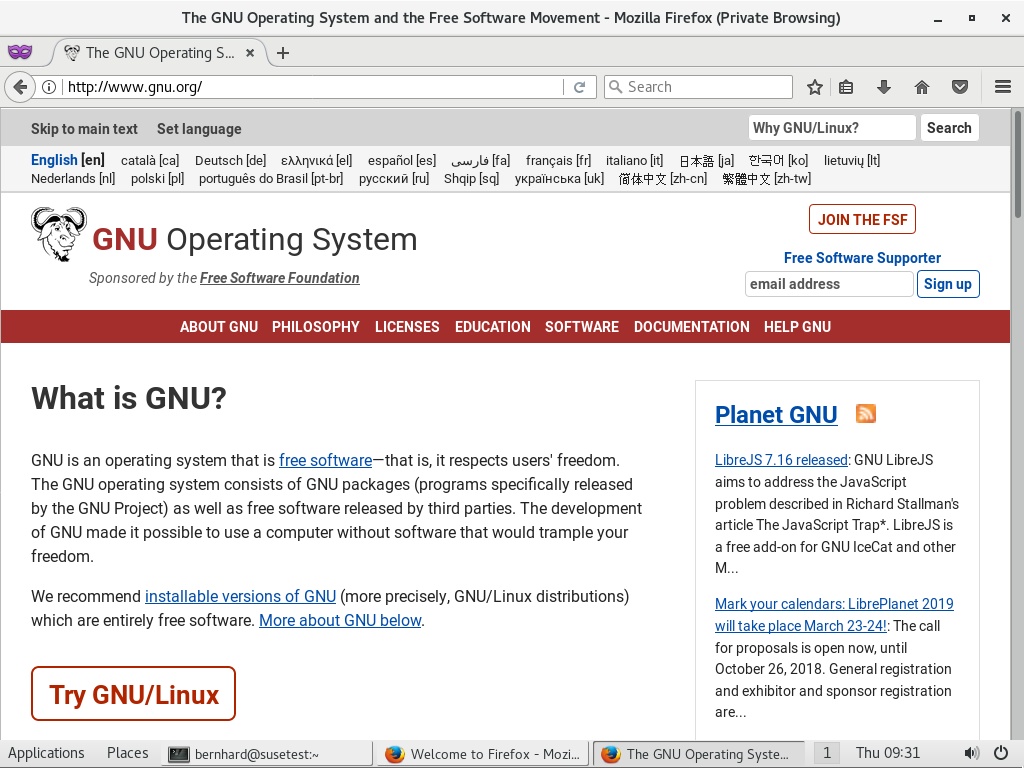 The GNU Operating System and the Free Software Movement - Mozilla Firefox (Private Browsing)
The GNU Operating S...
http://www.gnu.org/
Search
Skip to main text Set language
Why GNU/Linux? Search
English [en] català [ca] Deutsch [de] ελληνικά [el] español [es] فارسی [fa] français [fr] italiano [it] 日本語 [ja] 한국어 [ko] lietuvių [lt]
Nederlands [nl] polski [pl] português do Brasil [pt-br] русский [ru] Shqip [sq] українська [uk] 简体中文 [zh-cn] 繁體中文 [zh-tw]
GNU Operating System
Sponsored by the Free Software Foundation
JOIN THE FSF
Free Software Supporter
email address Sign up
ABOUT GNU PHILOSOPHY LICENSES EDUCATION SOFTWARE DOCUMENTATION HELP GNU
What is GNU?
GNU is an operating system that is free software—that is, it respects users' freedom.
The GNU operating system consists of GNU packages (programs specifically released
by the GNU Project) as well as free software released by third parties. The development
of GNU made it possible to use a computer without software that would trample your
freedom.
We recommend installable versions of GNU (more precisely, GNU/Linux distributions)
which are entirely free software. More about GNU below.
Try GNU/Linux
Planet GNU
LibreJS 7.16 released: GNU LibreJS
aims to address the JavaScript
problem described in Richard Stallman's
article The JavaScript Trap*. LibreJS is
a free add-on for GNU IceCat and other
M...
Mark your calendars: LibrePlanet 2019
will take place March 23-24!: The call
for proposals is open now, until
October 26, 2018. General registration
and exhibitor and sponsor registration
are...
Applications Places bernhard@susetest:~ Welcome to Firefox - Mozi... The GNU Operating Syste... 1 Thu 09:31